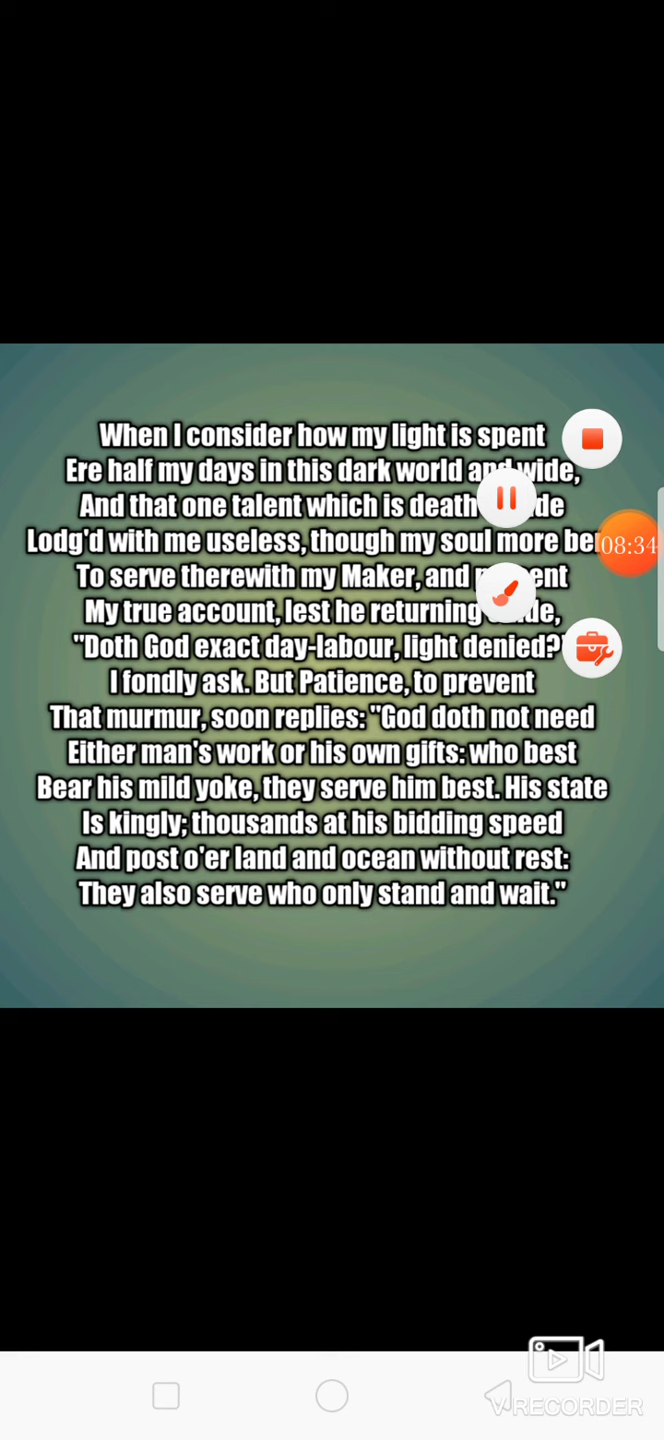 When I consider how my light is spent
Ere half my days in this dark world and wide,
And that one talent which is death
Lodg'd with me useless, though my soul more
08:34
To serve therewith my Maker, and
My true account, lest he returning
"Doth God exact day-labour, light denied?"
I fondly ask. But Patience, to prevent
That murmur, soon replies: "God doth not need
Either man's work or his own gifts: who best
Bear his mild yoke, they serve him best. His state
Is kingly; thousands at his bidding speed
And post o'er land and ocean without rest:
They also serve who only stand and wait."
V RECORDER